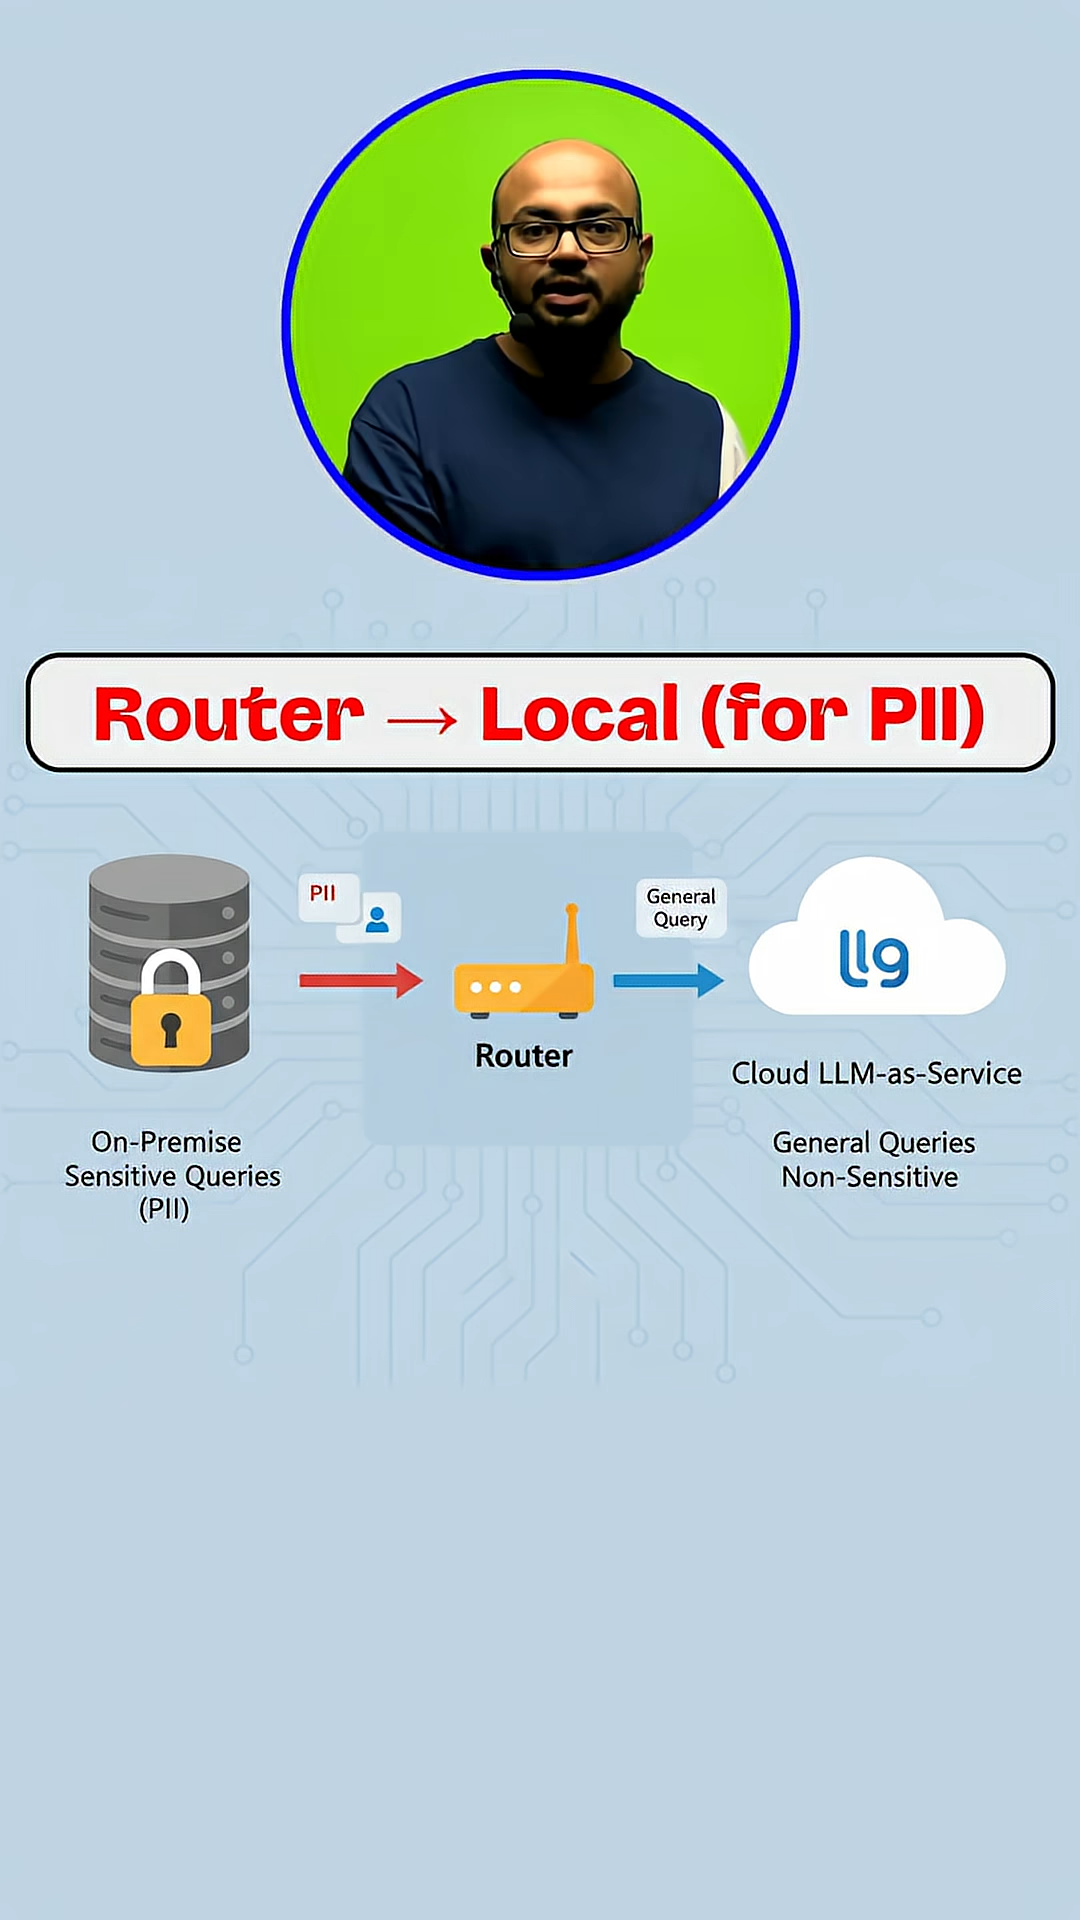 Router → Local (for PII)
PII
General
Query
llg
Router
Cloud LLM-as-Service
On-Premise
Sensitive Queries
(PII)
General Queries
Non-Sensitive